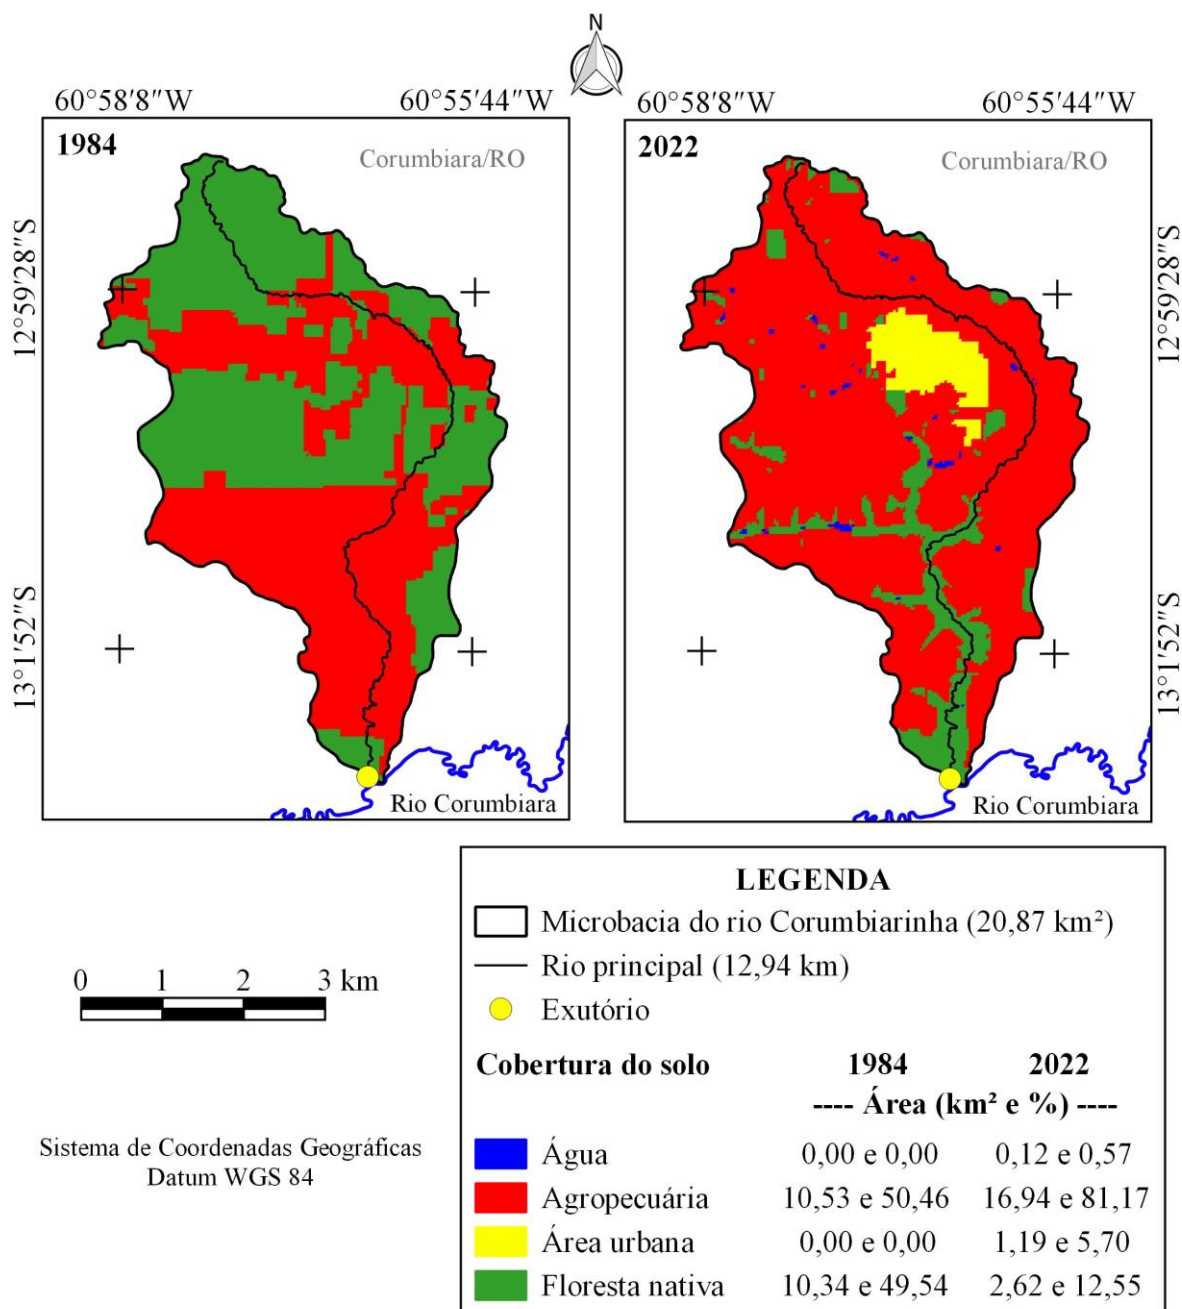 N
60°58'8"W 60°55'44"W 60°58'8"W 60°55'44"W
1984
Corumbiara/RO
2022
Corumbiara/RO
12°59'28"S
12°59'28"S
13°1'52"S
13°1'52"S
Rio Corumbiara
Rio Corumbiara
0 1 2 3 km
Sistema de Coordenadas Geográficas
Datum WGS 84
LEGENDA
Microbacia do rio Corumbiarinha (20,87 km²)
Rio principal (12,94 km)
Exutório
Cobertura do solo 1984 2022
---- Área (km² e %) ----
Água 0,00 e 0,00 0,12 e 0,57
Agropecuária 10,53 e 50,46 16,94 e 81,17
Área urbana 0,00 e 0,00 1,19 e 5,70
Floresta nativa 10,34 e 49,54 2,62 e 12,55